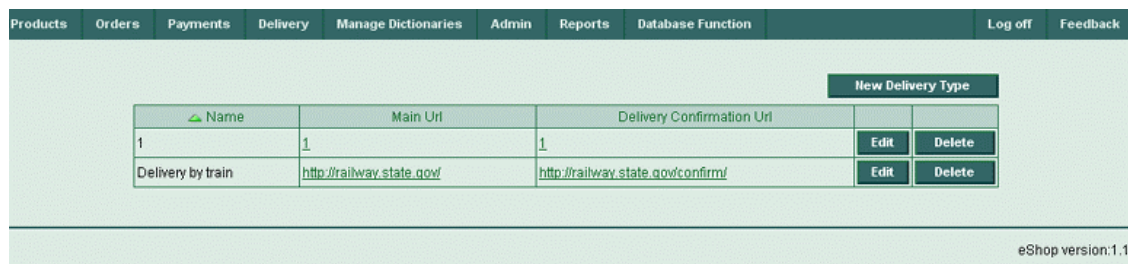 Products Orders Payments Delivery Manage Dictionaries Admin Reports Database Function Log off Feedback
New Delivery Type
Name Main Url Delivery Confirmation Url
1 1 1 Edit Delete
Delivery by train http://railway.state.gov/ http://railway.state.gov/confirm/ Edit Delete
eShop version:1.1